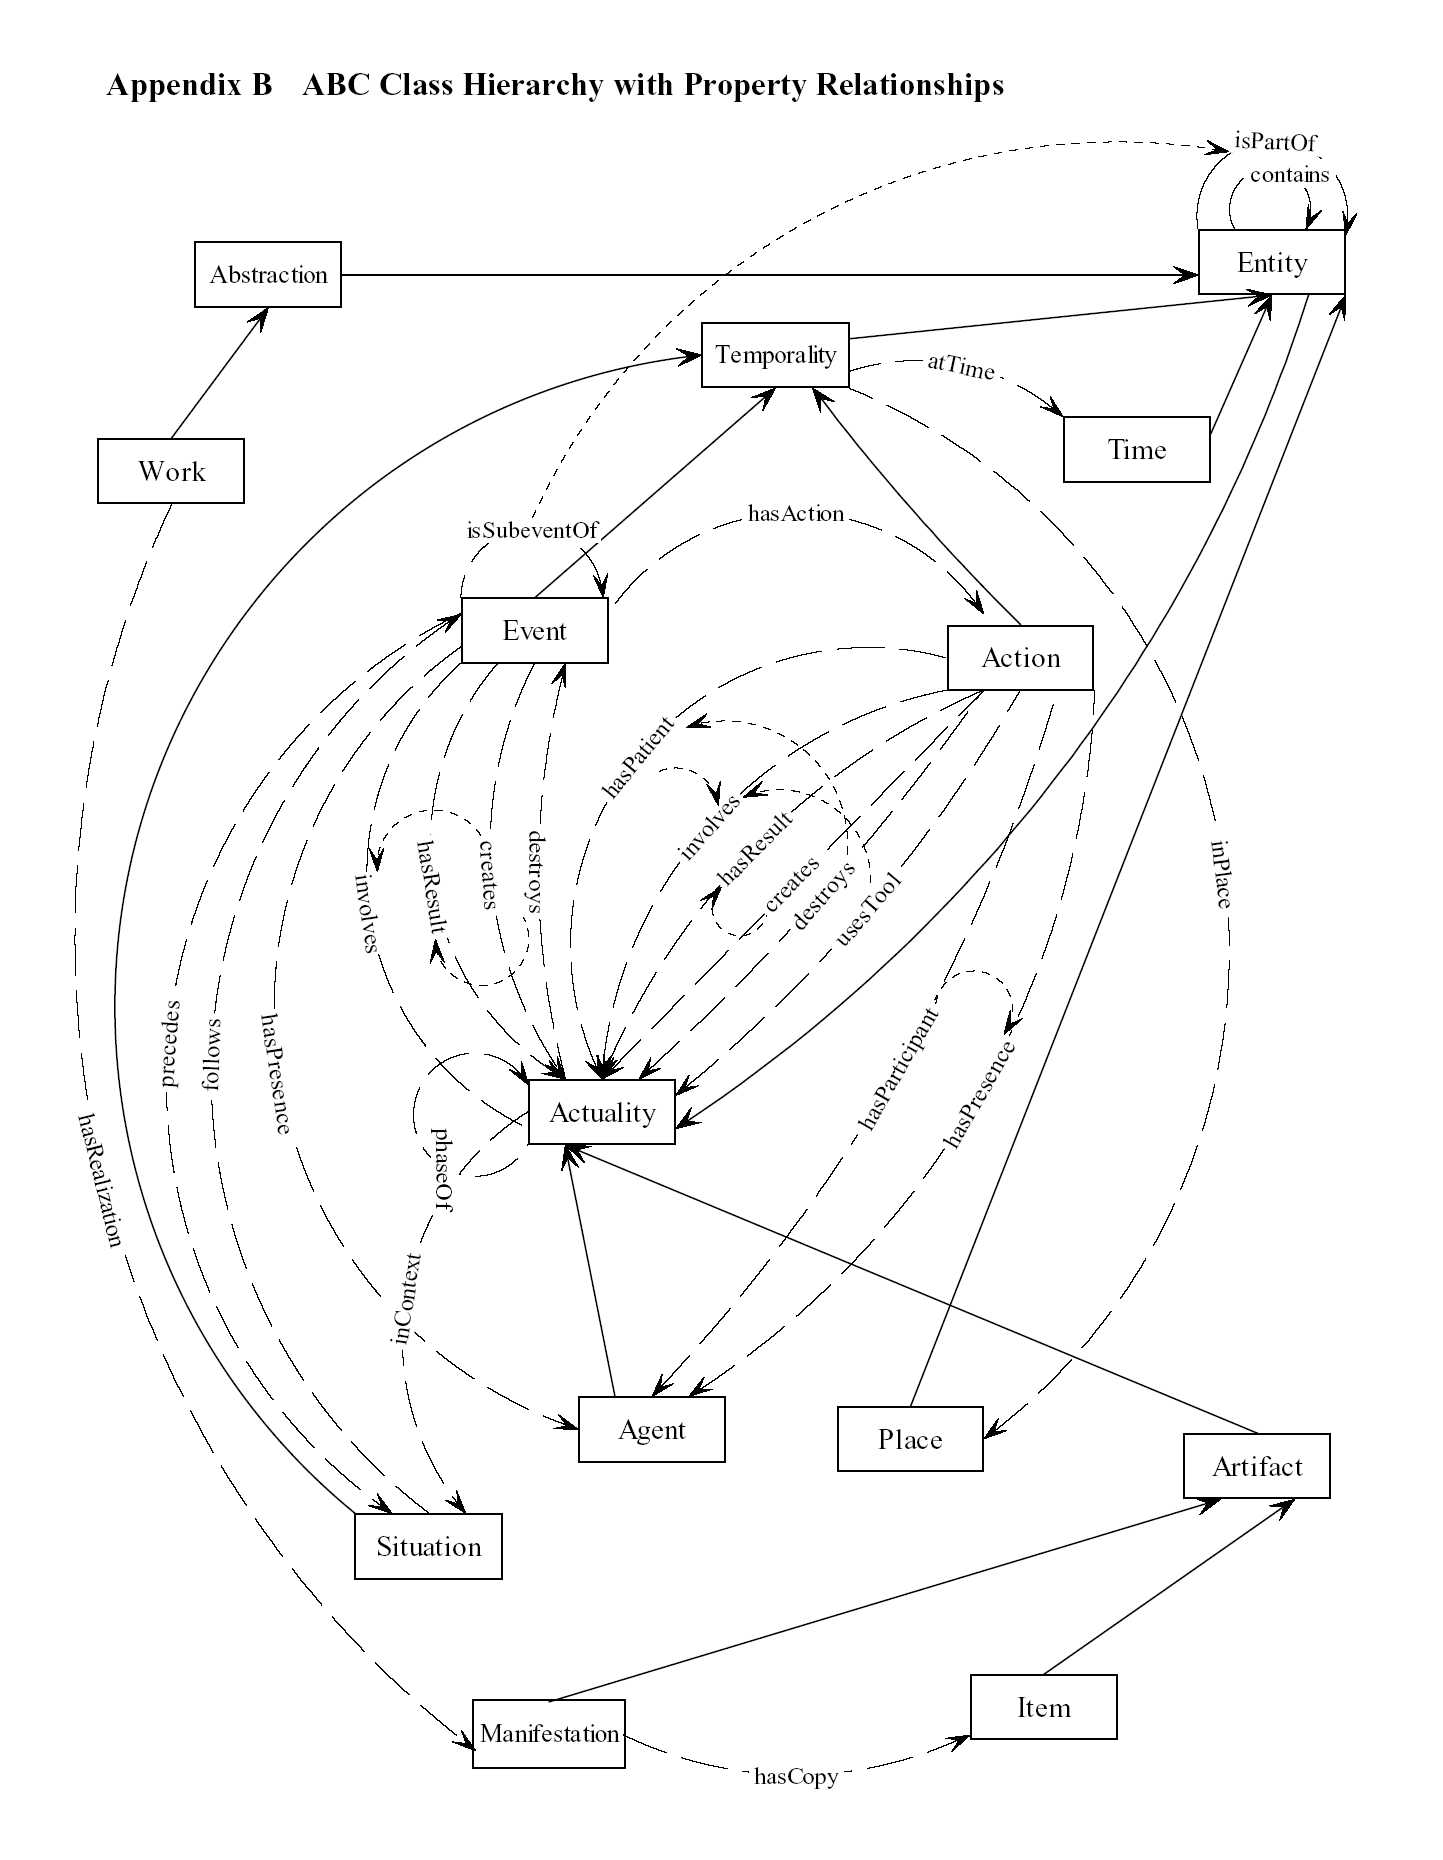 Appendix B ABC Class Hierarchy with Property Relationships
isPartOf
contains
Entity
Abstraction
Temporality
atTime
Time
Work
hasAction
isSubeventOf
Event
Action
hasPatient
involves
hasResult
creates
destroys
usesTool
inPlace
involves
hasResult
creates
destroys
precedes
follows
hasPresence
hasParticipant
hasPresence
Actuality
phaseOf
hasRealization
inContext
Agent
Place
Artifact
Situation
Item
Manifestation
hasCopy